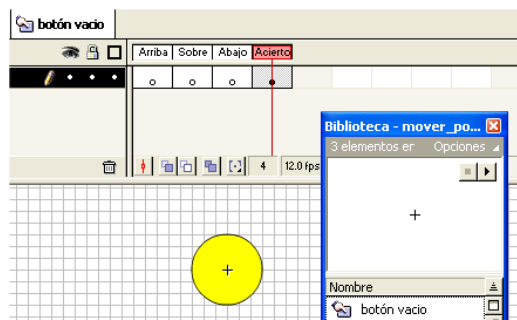 botón vacio
Arriba Sobre Abajo Acierto
4 12.0 fps
Biblioteca - mover_po...
3 elementos er Opciones
Nombre
botón vacio